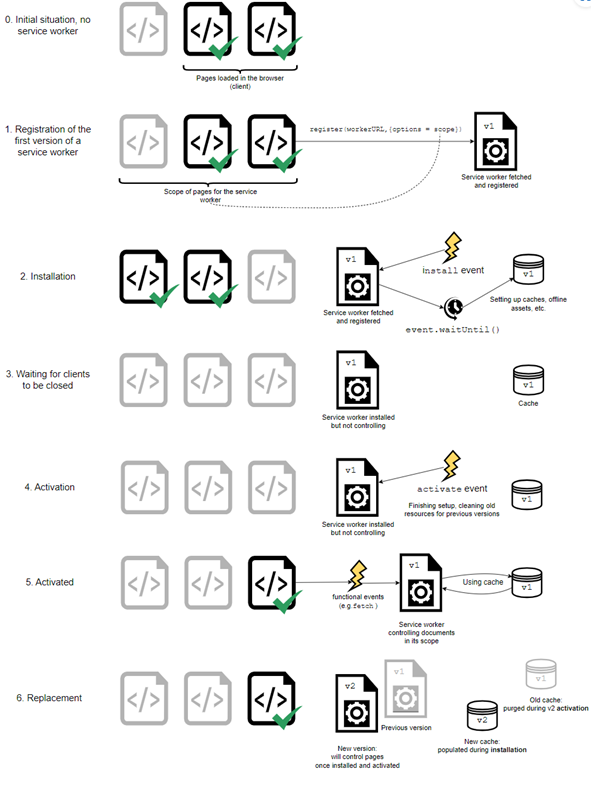 0. Initial situation, no
service worker
</>
</>
</>
Pages loaded in the browser
(client)
1. Registration of the
first version of a
service worker
</>
</>
</>
register(workerURL,{options = scope})
v1
Scope of pages for the service
worker
Service worker fetched
and registered
2. Installation
</>
</>
</>
v1
install event
v1
Service worker fetched
and registered
Setting up caches, offline
assets, etc.
event.waitUntil()
3. Waiting for clients
to be closed
</>
</>
</>
v1
v1
Service worker installed
but not controlling
Cache
4. Activation
</>
</>
</>
v1
activate event
Finishing setup, cleaning old
resources for previous versions
v1
Service worker installed
but not controlling
5. Activated
</>
</>
</>
functional events
(e.g.fetch)
v1
Using cache
v1
Service worker
controlling documents
in its scope
6. Replacement
</>
</>
</>
v2
v1
Previous version
v1
Old cache:
purged during v2 activation
v2
New version:
will control pages
once installed and activated
New cache:
populated during installation